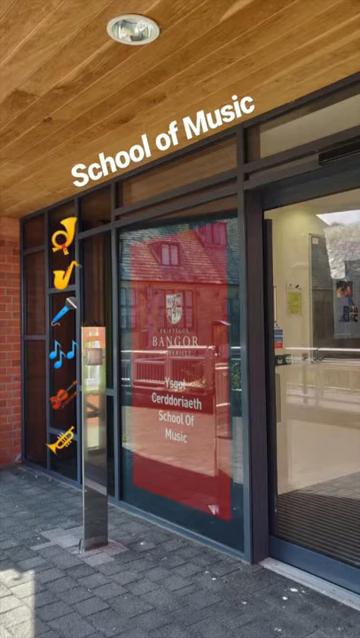 School of Music
PRIFYSGOL
BANGOR
UNIVERSITY
Ysgol
Cerddoriaeth
School Of
Music